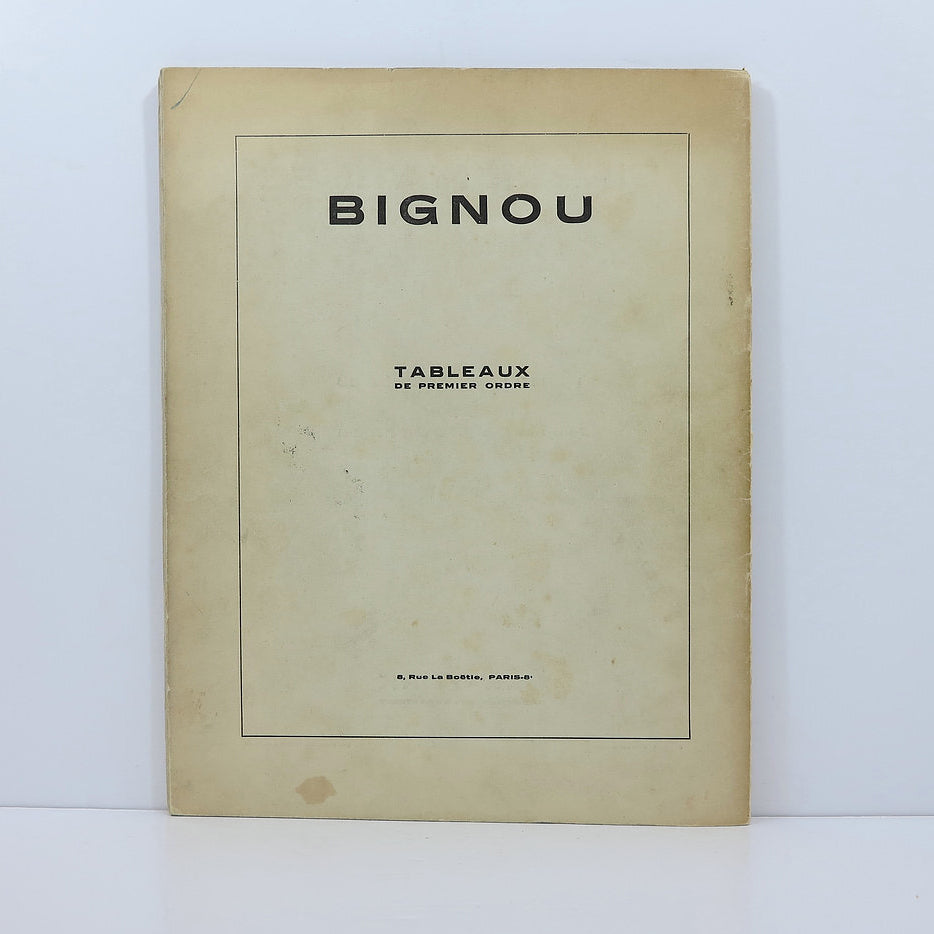 BIGNOU
TABLEAUX
DE PREMIER ORDRE
8, Rue La Boëtie, PARIS-8ᵉ